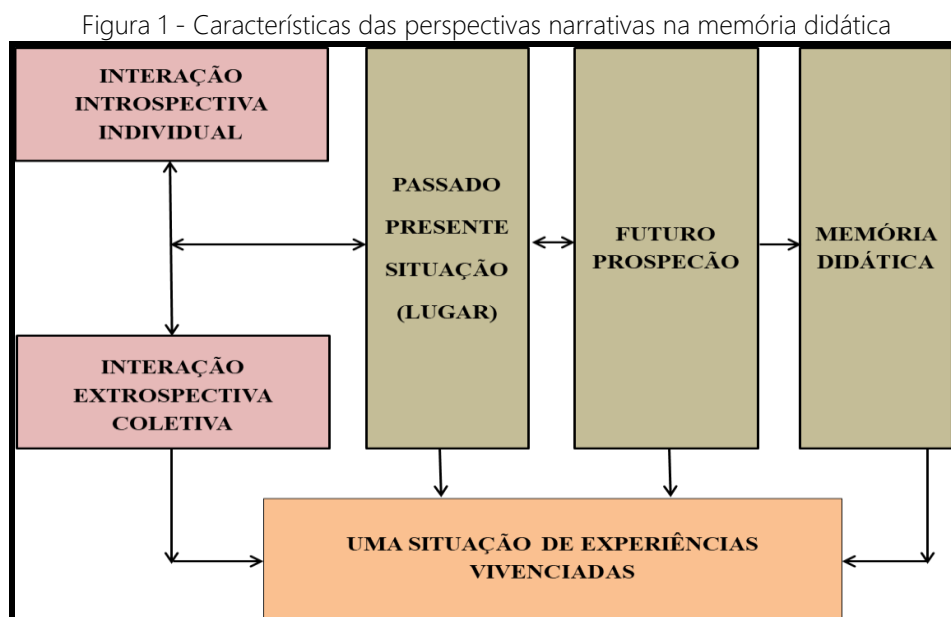 Figura 1 - Características das perspectivas narrativas na memória didática
INTERAÇÃO
INTROSPECTIVA
INDIVIDUAL
INTERAÇÃO
EXTROSPECTIVA
COLETIVA
PASSADO
PRESENTE
SITUAÇÃO
(LUGAR)
FUTURO
PROSPECÃO
MEMÓRIA
DIDÁTICA
UMA SITUAÇÃO DE EXPERIÊNCIAS
VIVENCIADAS